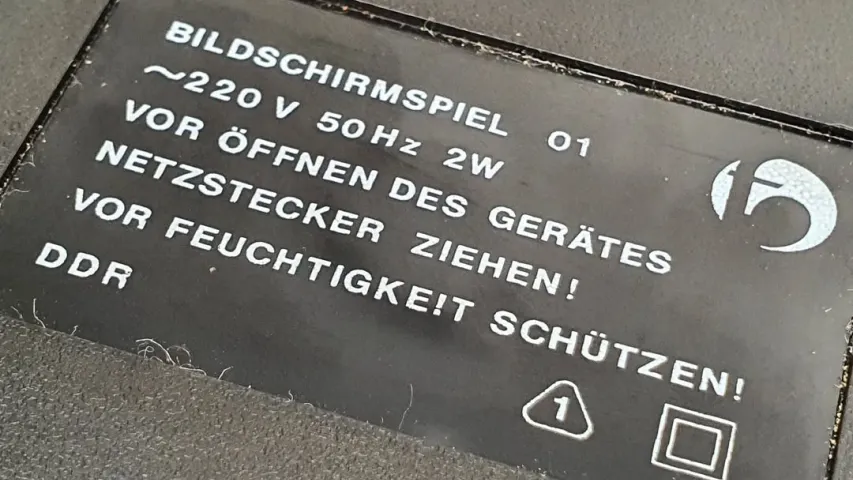 BILDSCHIRMSPIEL 01
~220 V 50Hz 2W
VOR ÖFFNEN DES GERÄTES
NETZSTECKER ZIEHEN!
VOR FEUCHTIGKE!T SCHÜTZEN!
DDR
1